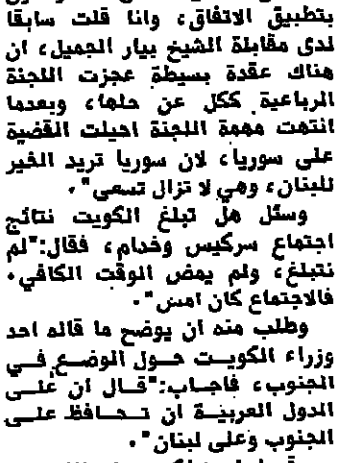 بتطبيق الاتفاق، وانا قلت سابقا
لدى مقابلة الشيخ بيار الجميل، ان
هناك عقدة بسيطة عجزت اللجنة
الرباعية ككل عن حلها، وبعدما
انتهت مهمة اللجنة احيلت القضية
على سوريا، لان سوريا تريد الخير
للبنان، وهي لا تزال تسعى".
وسئل هل تبلغ الكويت نتائج
اجتماع سركيس وخدام، فقال:"لم
نتبلغ، ولم يمض الوقت الكافي.
فالاجتماع كان امس".
وطلب منه ان يوضح ما قاله احد
وزراء الكويت حول الوضع في
الجنوب، فاجاب:"قال ان على
الدول العربية ان تحافظ على
الجنوب وعلى لبنان".